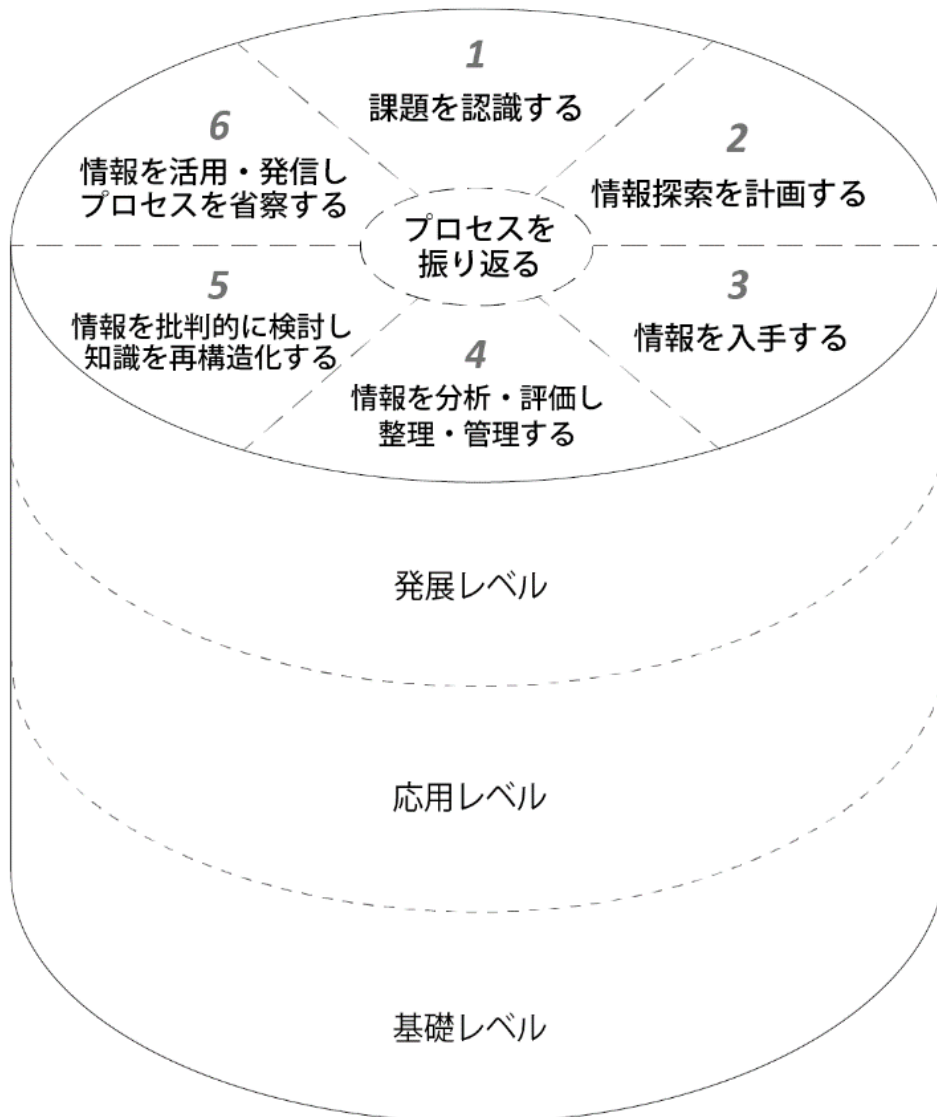 1
課題を認識する
2
情報探索を計画する
3
情報を入手する
4
情報を分析・評価し
整理・管理する
5
情報を批判的に検討し
知識を再構造化する
6
情報を活用・発信し
プロセスを省察する
プロセスを
振り返る
発展レベル
応用レベル
基礎レベル